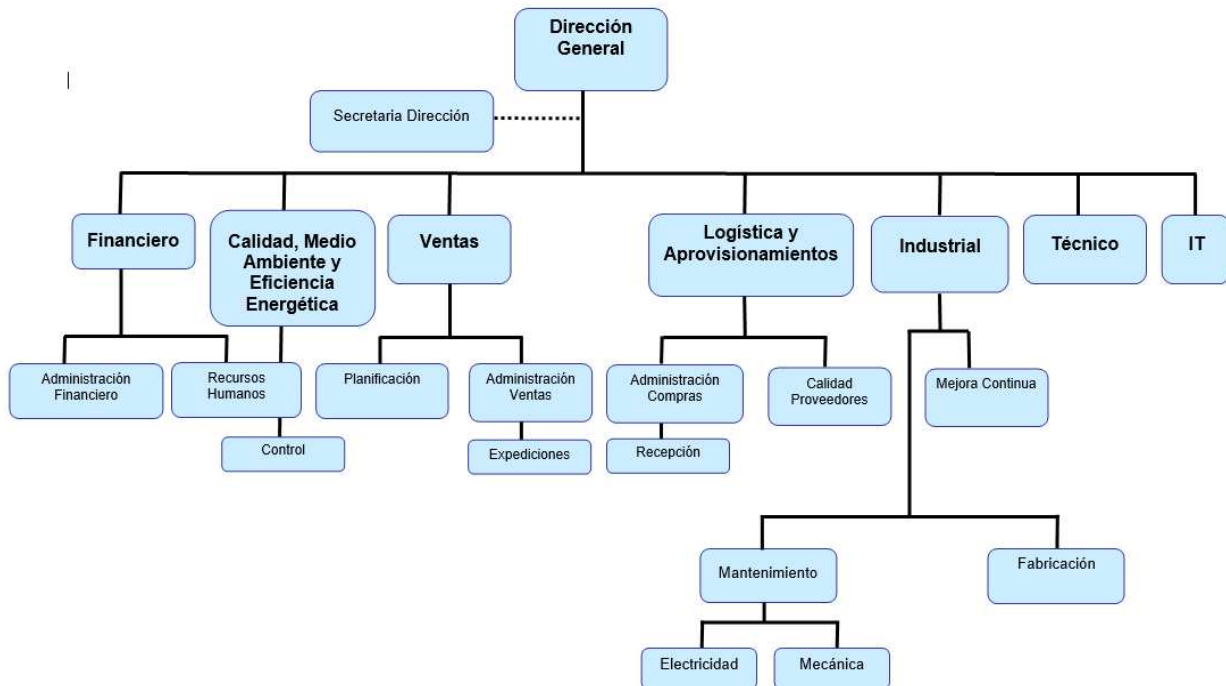 Dirección
General
Secretaria Dirección
Financiero
Calidad, Medio
Ambiente y
Eficiencia
Energética
Ventas
Logística y
Aprovisionamientos
Industrial
Técnico
IT
Administración
Financiero
Recursos
Humanos
Planificación
Administración
Ventas
Administración
Compras
Calidad
Proveedores
Mejora Continua
Control
Expediciones
Recepción
Mantenimiento
Fabricación
Electricidad
Mecánica